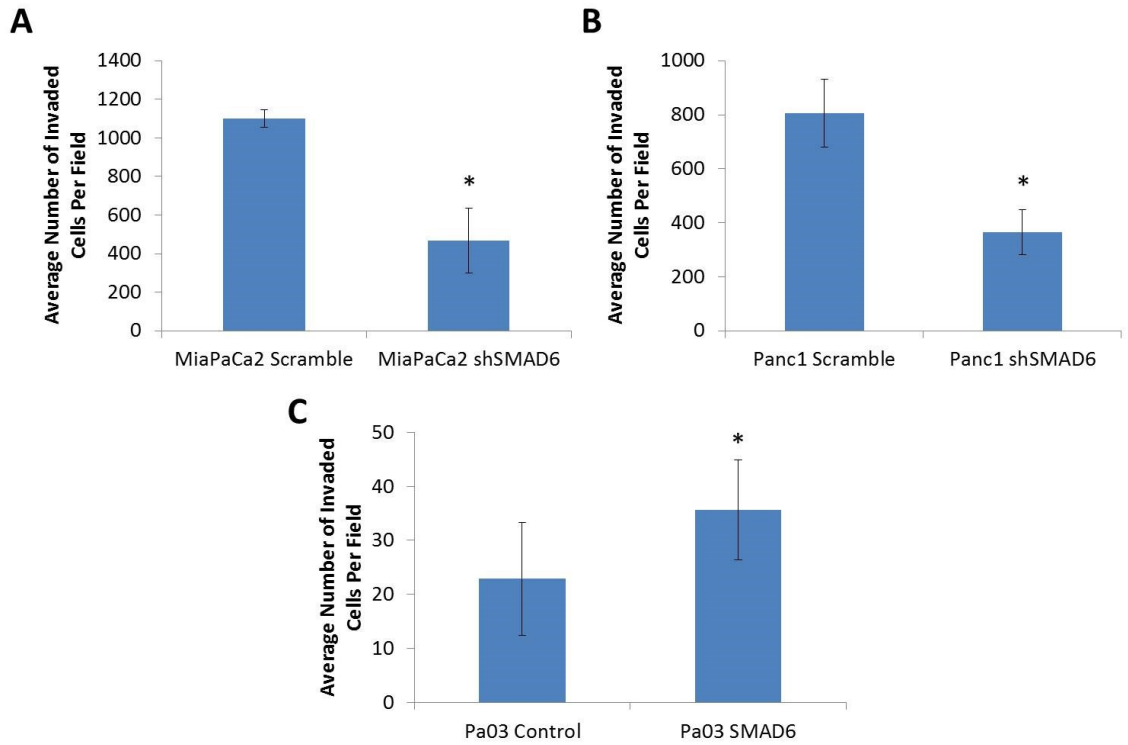 A
Average Number of Invaded
Cells Per Field
1400
1200
1000
800
600
400
200
0
*
MiaPaCa2 Scramble
MiaPaCa2 shSMAD6
B
Average Number of Invaded
Cells Per Field
1000
800
600
400
200
0
*
Panc1 Scramble
Panc1 shSMAD6
C
Average Number of Invaded
Cells Per Field
50
40
30
20
10
0
*
Pa03 Control
Pa03 SMAD6